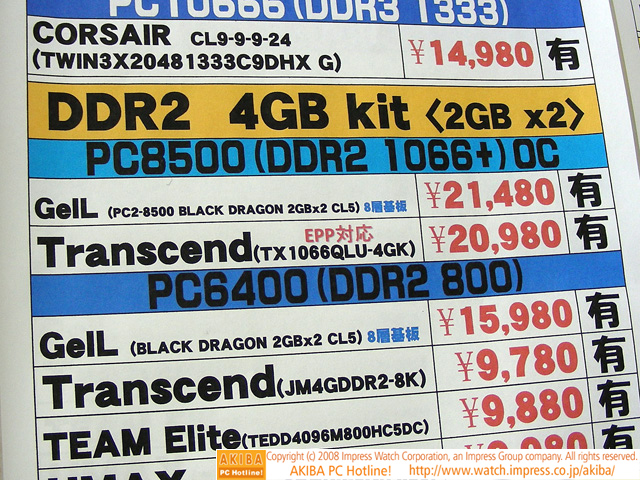 PC10666 (DDR3 1333)
CORSAIR CL9-9-9-24
(TWIN3X20481333C9DHX G) ¥14,980 有
DDR2 4GB kit 〈2GB x2〉
PC8500 (DDR2 1066+) OC
GeIL (PC2-8500 BLACK DRAGON 2GBx2 CL5) 8層基板 ¥21,480 有
EPP対応
Transcend (TX1066QLU-4GK) ¥20,980 有
PC6400 (DDR2 800)
GeIL (BLACK DRAGON 2GBx2 CL5) 8層基板 ¥15,980 有
Transcend (JM4GDDR2-8K) ¥9,780 有
TEAM Elite (TEDD4096M800HC5DC) ¥9,880 有
UMAX
AKIBA PC Hotline!
Copyright (c) 2008 Impress Watch Corporation, an Impress Group company. All rights reserved.
AKIBA PC Hotline! http://www.watch.impress.co.jp/akiba/